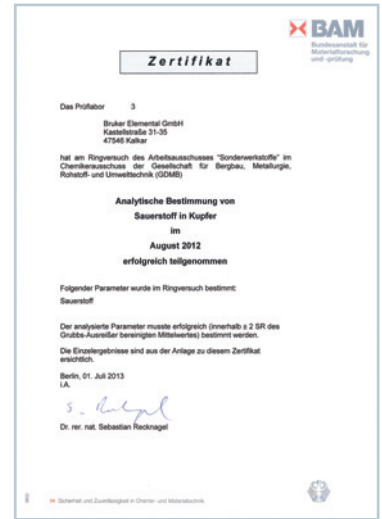 BAM
Bundesanstalt für
Materialforschung
und -prüfung
Zertifikat
Das Prüflabor 3
Bruker Elemental GmbH
Kastellstraße 31-35
47546 Kalkar
hat am Ringversuch des Arbeitsausschusses "Sonderwerkstoffe" im
Chemikerausschuss der Gesellschaft für Bergbau, Metallurgie,
Rohstoff- und Umwelttechnik (GDMB)
Analytische Bestimmung von
Sauerstoff in Kupfer
im
August 2012
erfolgreich teilgenommen
Folgender Parameter wurde im Ringversuch bestimmt:
Sauerstoff
Der analysierte Parameter musste erfolgreich (innerhalb ± 2 SR des
Grubbs-Ausreißer bereinigten Mittelwertes) bestimmt werden.
Die Einzelergebnisse sind aus der Anlage zu diesem Zertifikat
ersichtlich.
Berlin, 01. Juli 2013
i.A.
Dr. rer. nat. Sebastian Recknagel
Sicherheit und Zuverlässigkeit in Chemie- und Materialtechnik